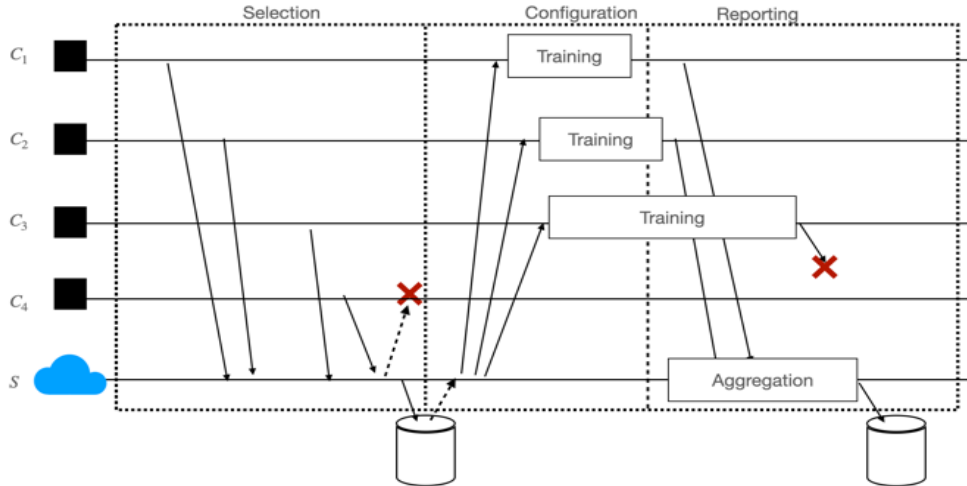 Selection Configuration Reporting
C₁ Training
C₂ Training
C₃ Training
C₄
S Aggregation